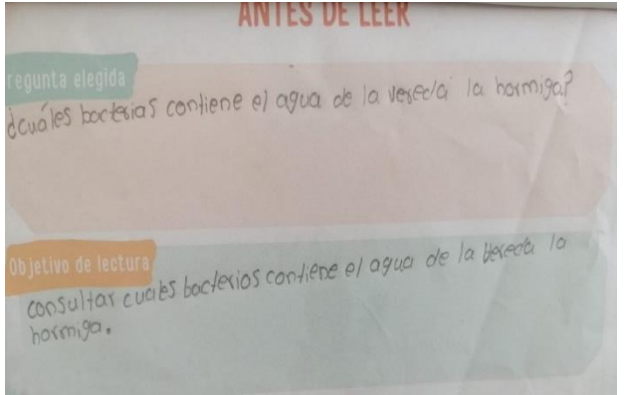 ANTES DE LEER
regunta elegida
¿cuáles bacterias contiene el agua de la vereda la hormiga?
Objetivo de lectura
consultar cuales bacterias contiene el agua de la vereda la
hormiga.